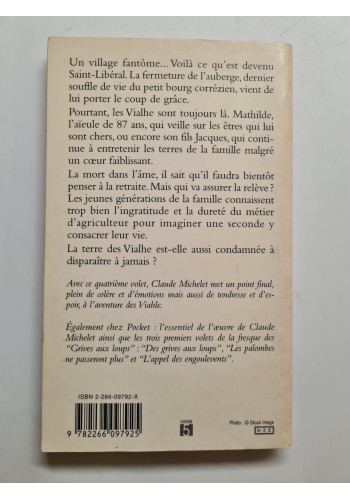 Un village fantôme... Voilà ce qu'est devenu
Saint-Libéral. La fermeture de l'auberge, dernier
souffle de vie du petit bourg corrézien, vient
de lui porter le coup de grâce.
Pourtant, les Vialhe sont toujours là. Mathilde,
l'aïeule de 87 ans, qui veille sur les êtres qui lui
sont chers, ou encore son fils Jacques, qui conti-
nue à entretenir les terres de la famille malgré
un cœur faiblissant.
La mort dans l'âme, il sait qu'il faudra bientôt
penser à la retraite. Mais qui va assurer la relève ?
Les jeunes générations de la famille connaissent
trop bien l'ingratitude et la dureté du métier
d'agriculteur pour imaginer une seconde y
consacrer leur vie.
La terre des Vialhe est-elle aussi condamnée à
disparaître à jamais ?
Avec ce quatrième volet, Claude Michelet met un point final,
plein de colère et d'émotions mais aussi de tendresse et d'es-
poir, à l'aventure des Vialhe.
Également chez Pocket : l'essentiel de l'œuvre de Claude
Michelet ainsi que les trois premiers volets de la fresque des
"Grives aux loups" : "Des grives aux loups", "Les palombes
ne passeront plus" et "L'appel des engoulevents".
ISBN 2-266-09792-X
9 782266 097925
5
Photo : © Stock Image